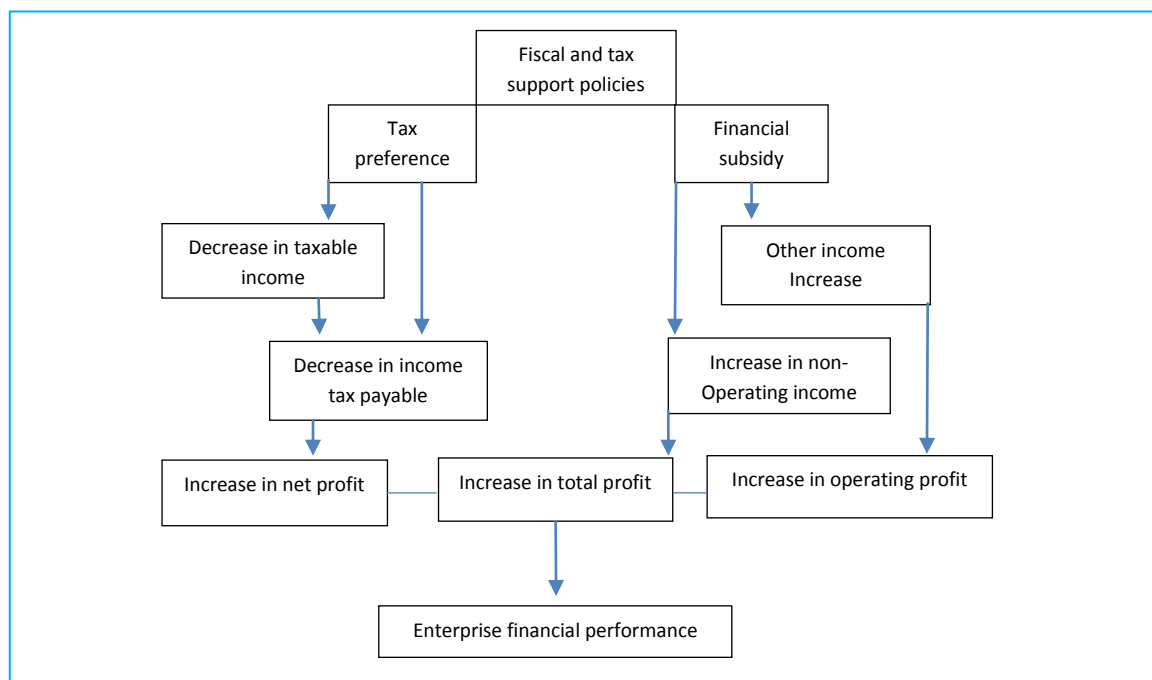 Fiscal and tax
support policies
Tax
preference
Financial
subsidy
Decrease in taxable
income
Other income
Increase
Decrease in income
tax payable
Increase in non-
Operating income
Increase in net profit
Increase in total profit
Increase in operating profit
Enterprise financial performance